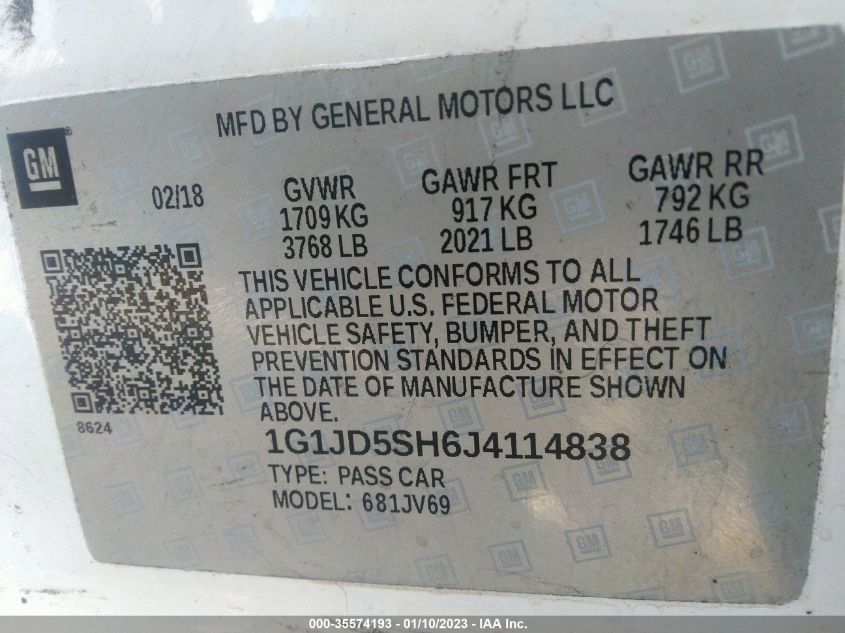 MFD BY GENERAL MOTORS LLC
GM
02/18
GVWR
1709 KG
3768 LB
GAWR FRT
917 KG
2021 LB
GAWR RR
792 KG
1746 LB
THIS VEHICLE CONFORMS TO ALL
APPLICABLE U.S. FEDERAL MOTOR
VEHICLE SAFETY, BUMPER, AND THEFT
PREVENTION STANDARDS IN EFFECT ON
THE DATE OF MANUFACTURE SHOWN
ABOVE.
8624
1G1JD5SH6J4114838
TYPE: PASS CAR
MODEL: 681JV69
000-35574193 - 01/10/2023 - IAA Inc.